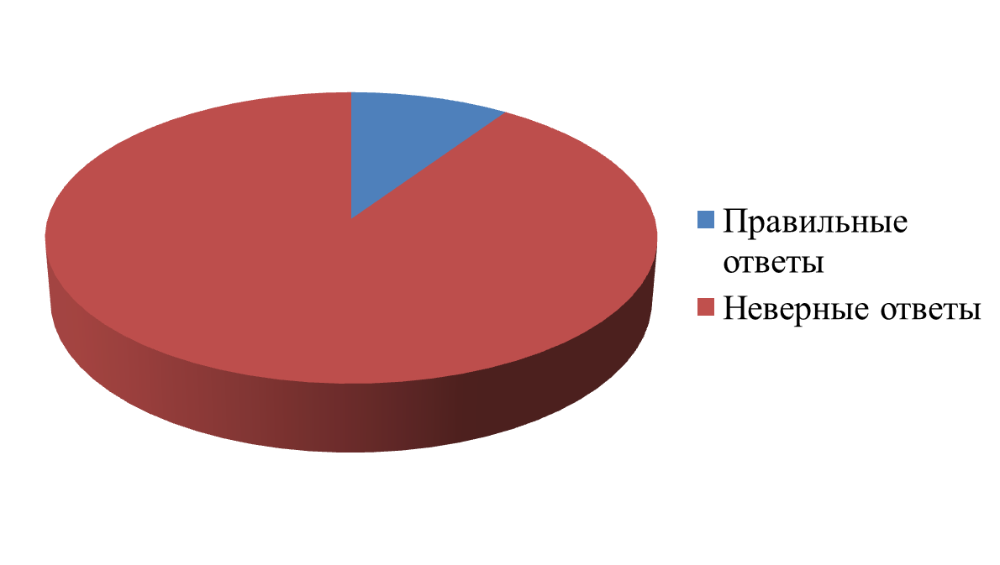 Правильные
ответы
Неверные ответы